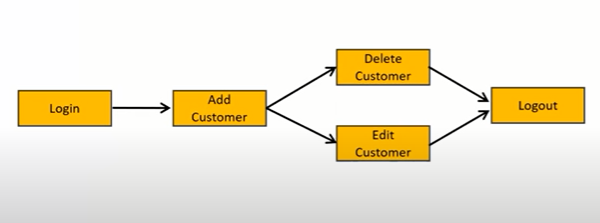 Login
Add
Customer
Delete
Customer
Edit
Customer
Logout